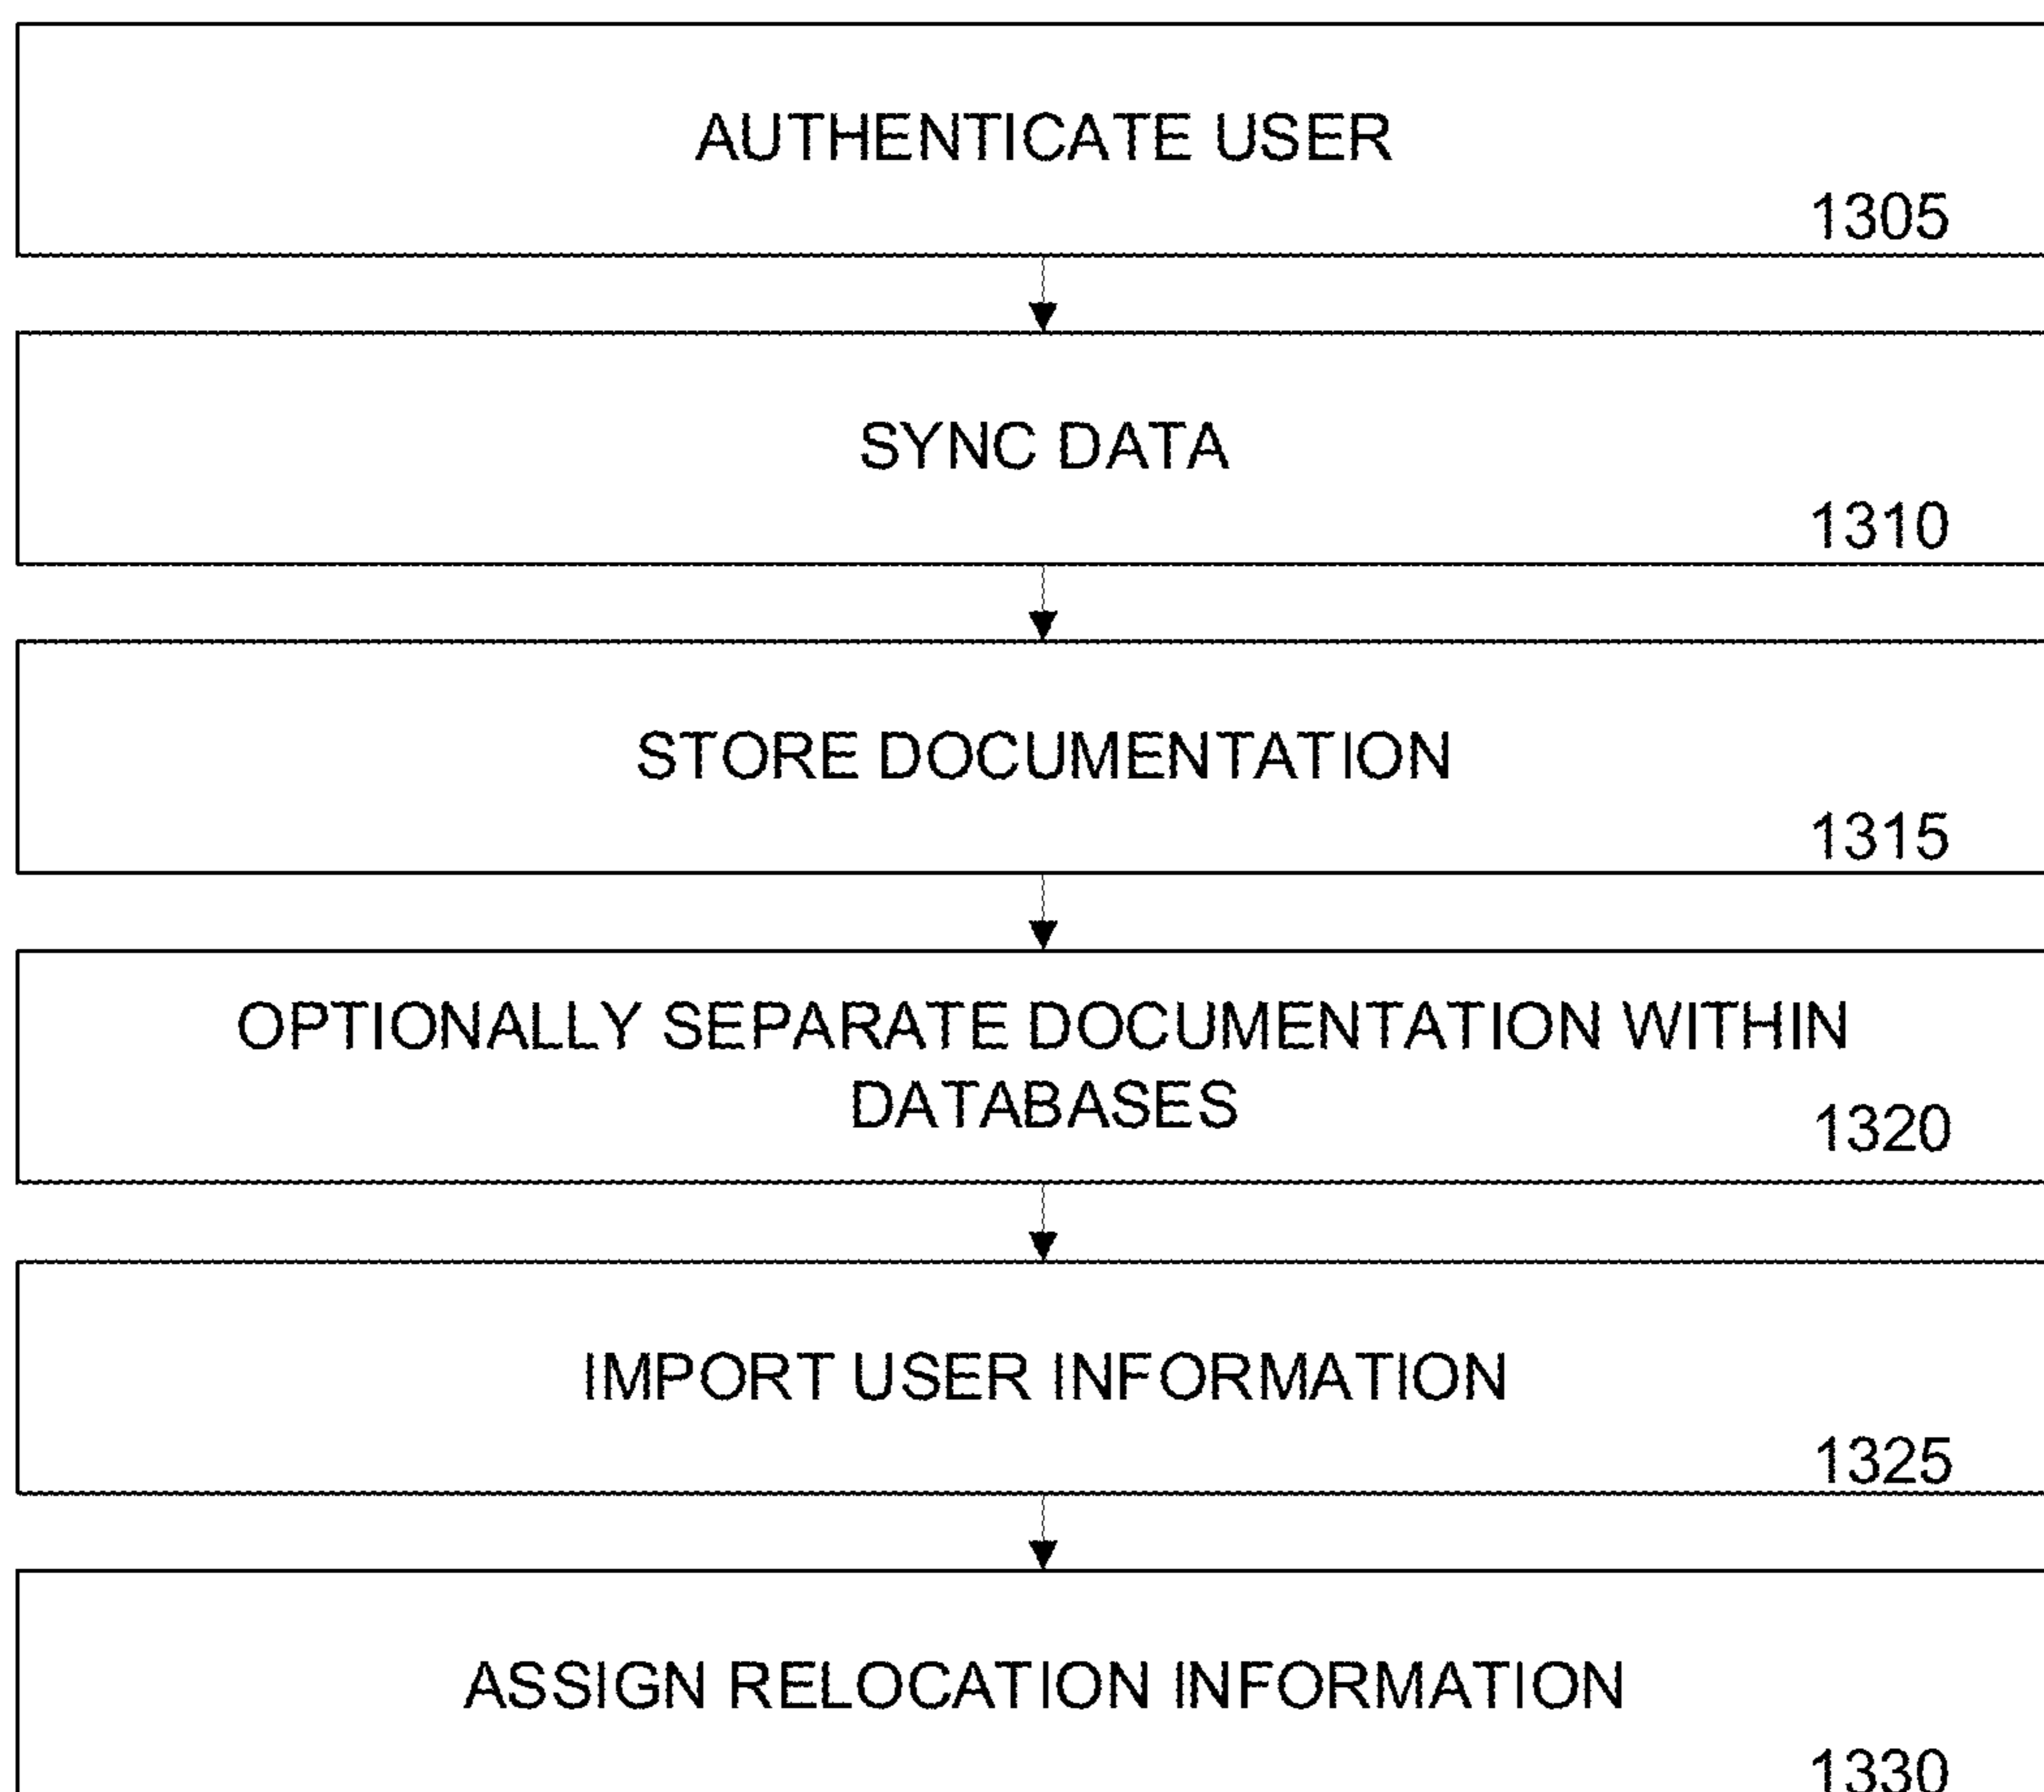 AUTHENTICATE USER
1305
SYNC DATA
1310
STORE DOCUMENTATION
1315
OPTIONALLY SEPARATE DOCUMENTATION WITHIN
DATABASES
1320
IMPORT USER INFORMATION
1325
ASSIGN RELOCATION INFORMATION
1330